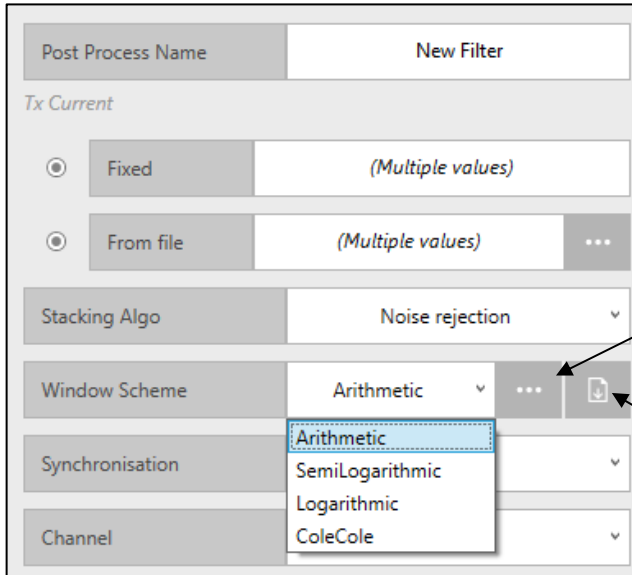 Post Process Name New Filter
Tx Current
Fixed (Multiple values)
From file (Multiple values) ...
Stacking Algo Noise rejection
Window Scheme Arithmetic ...
Arithmetic
Synchronisation
SemiLogarithmic
Logarithmic
Channel
ColeCole